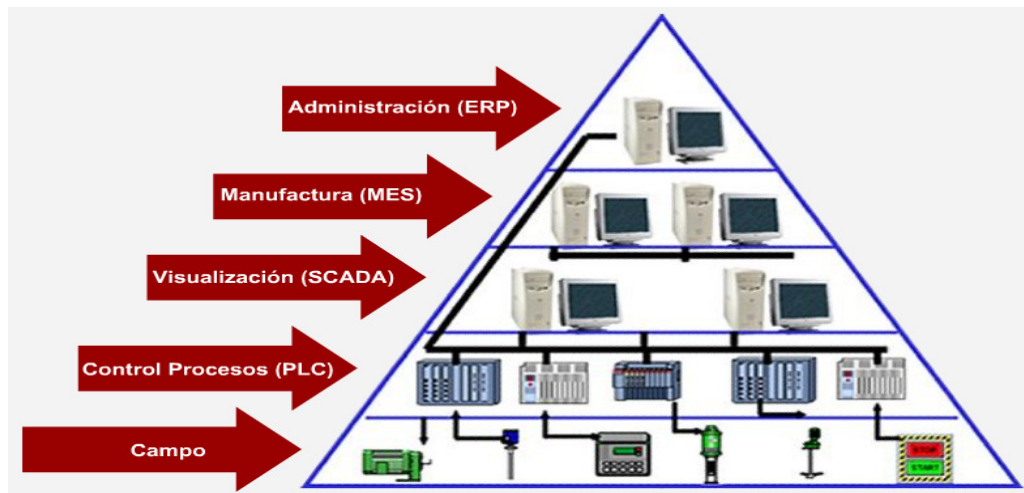 Administración (ERP)
Manufactura (MES)
Visualización (SCADA)
Control Procesos (PLC)
Campo
STOP
START